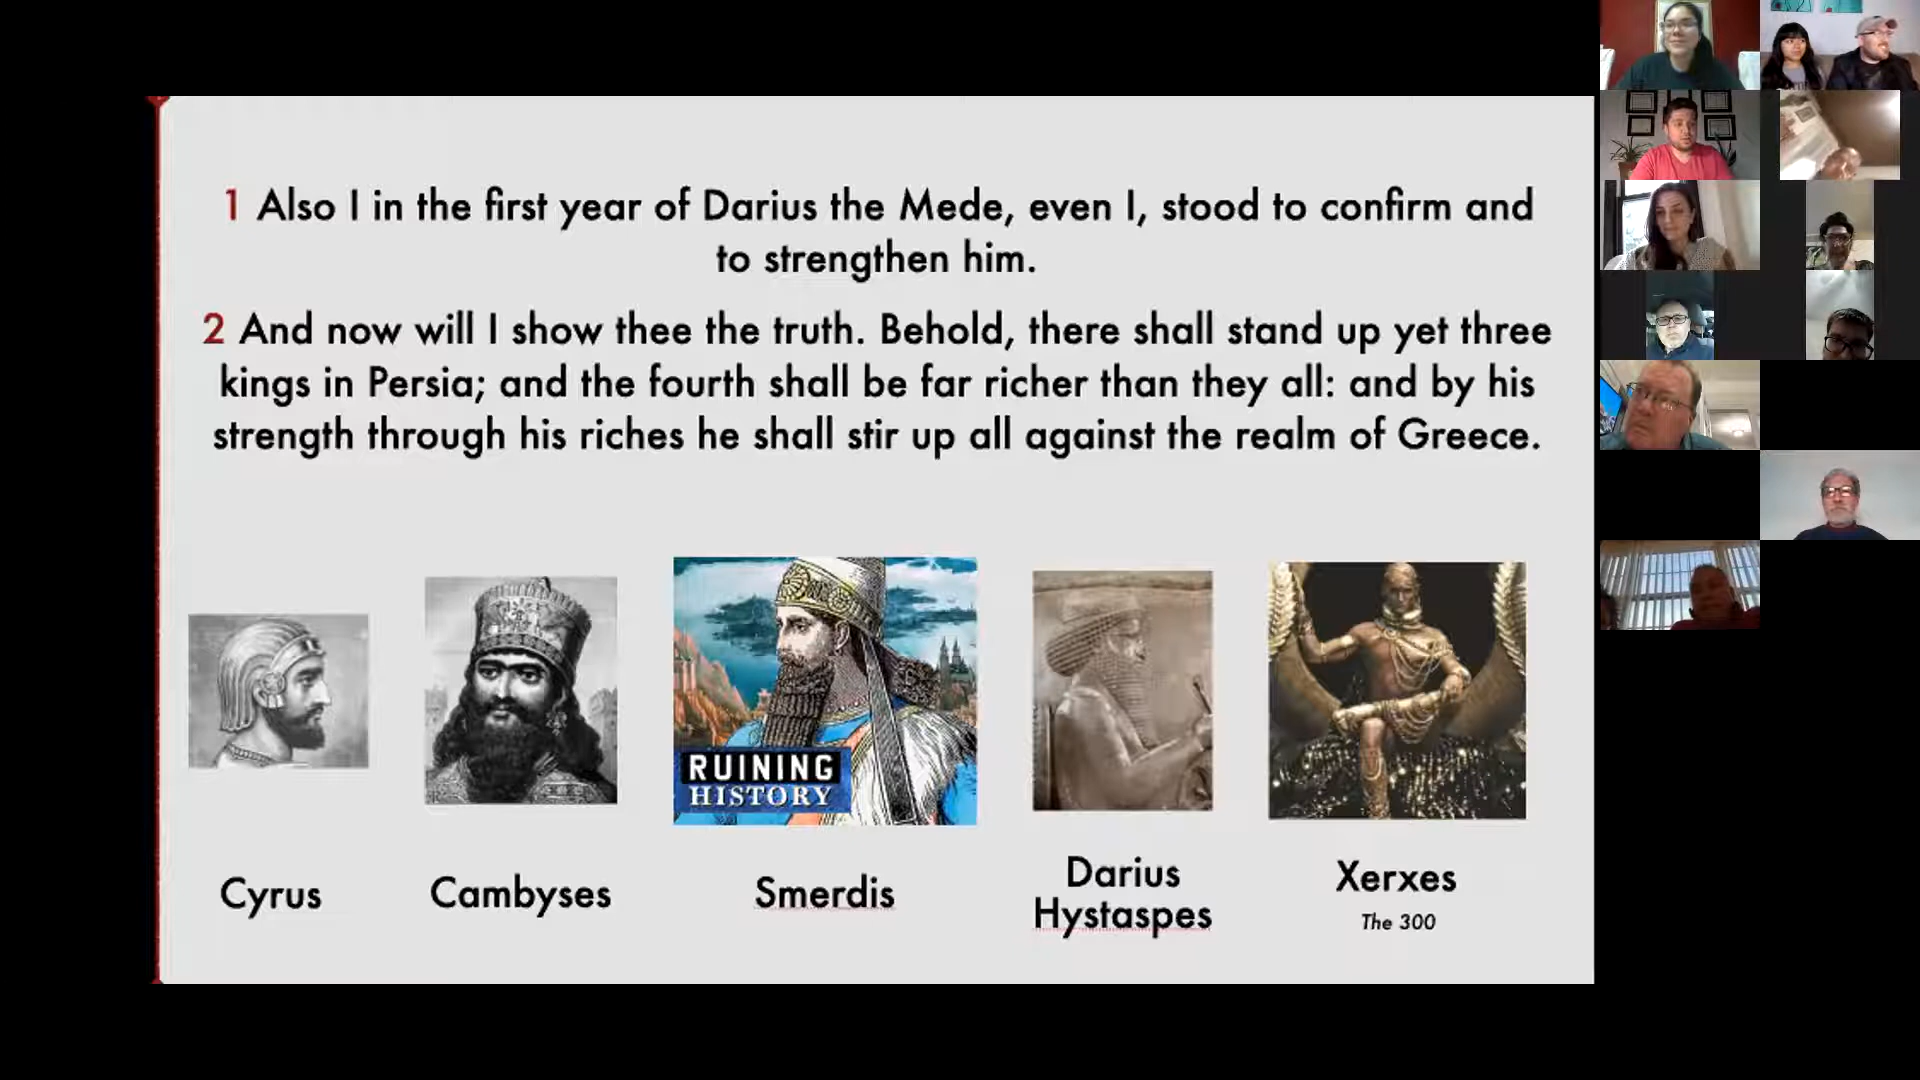 1 Also I in the first year of Darius the Mede, even I, stood to confirm and
to strengthen him.
2 And now will I show thee the truth. Behold, there shall stand up yet three
kings in Persia; and the fourth shall be far richer than they all: and by his
strength through his riches he shall stir up all against the realm of Greece.
RUINING
HISTORY
Cyrus
Cambyses
Smerdis
Darius
Hystaspes
Xerxes
The 300